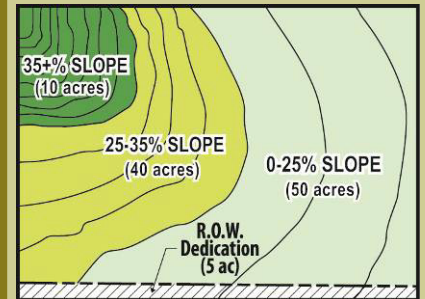 35+% SLOPE
(10 acres)
25-35% SLOPE
(40 acres)
0-25% SLOPE
(50 acres)
R.O.W.
Dedication
(5 ac)